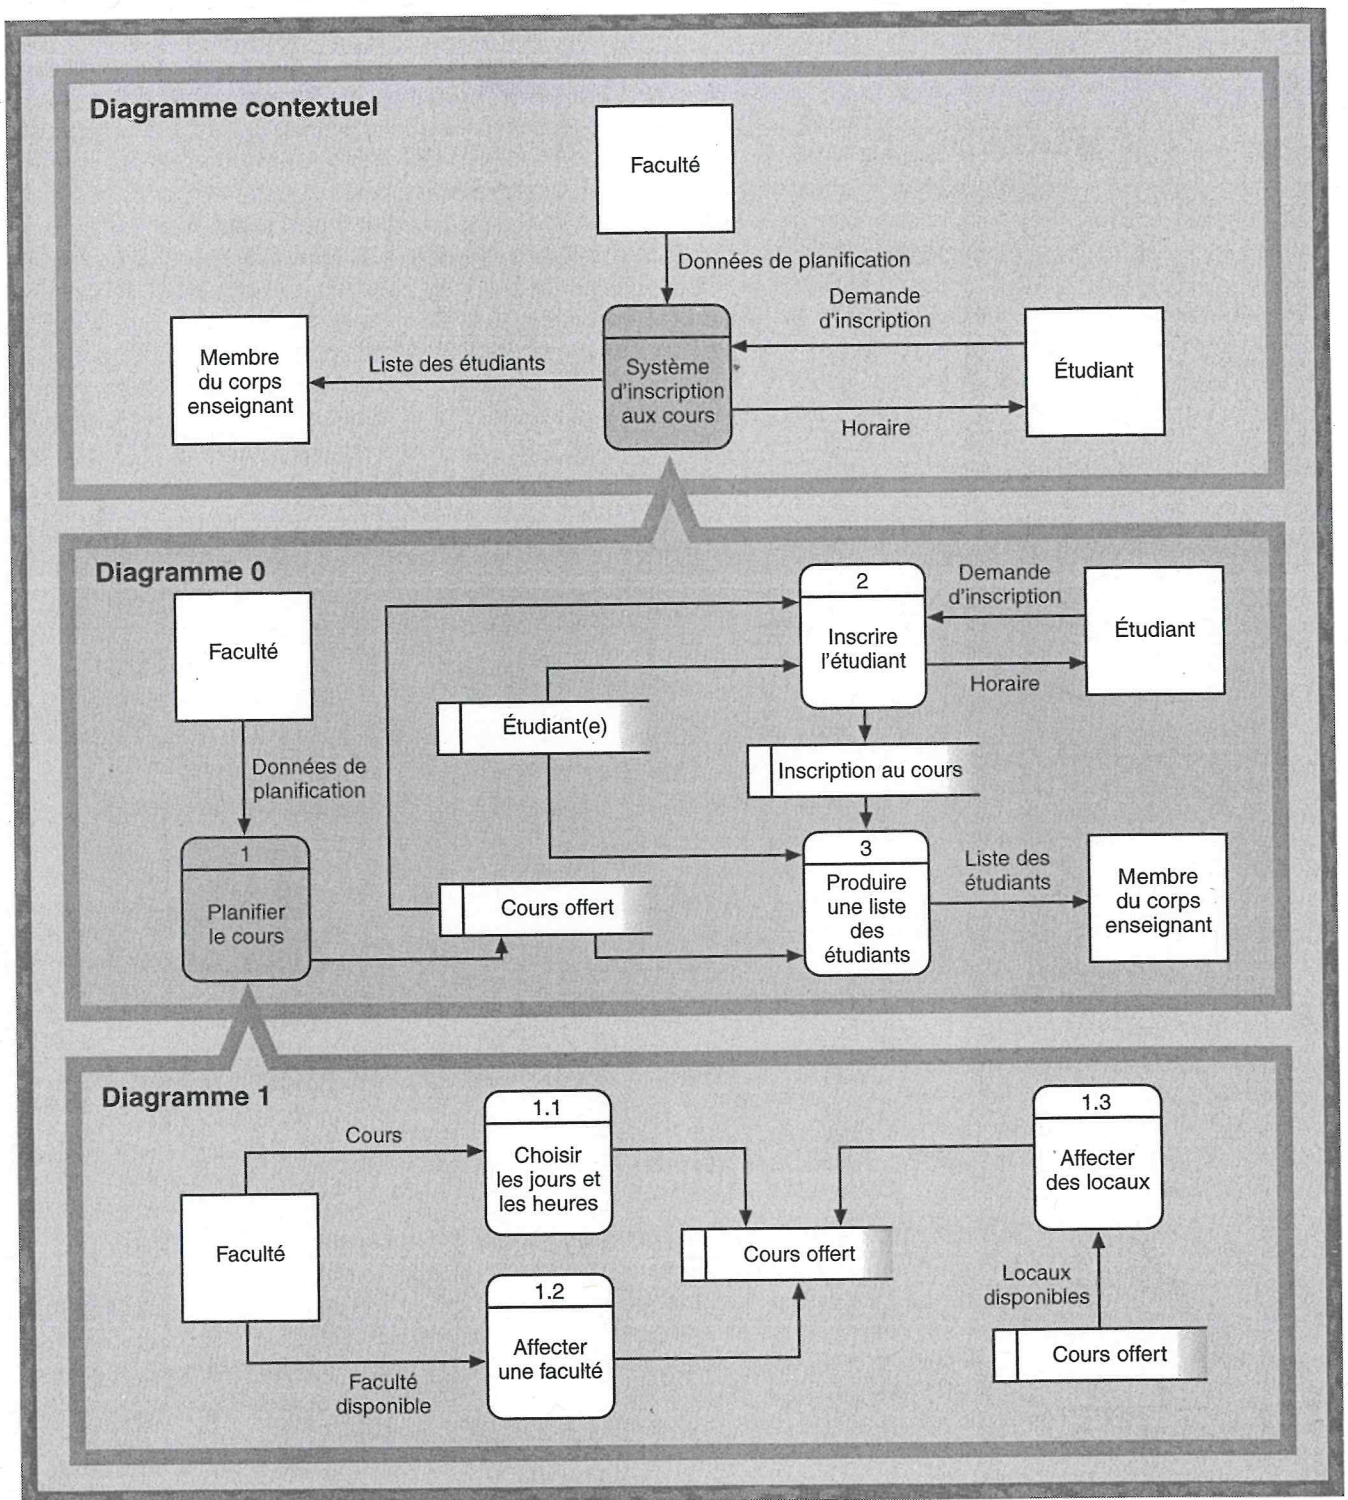 Diagramme contextuel
Faculté
Données de planification
Demande
d'inscription
Membre
du corps
enseignant
Liste des étudiants
Système
d'inscription
aux cours
Étudiant
Horaire
Diagramme 0
Faculté
2
Inscrire
l'étudiant
Demande
d'inscription
Étudiant
Horaire
Étudiant(e)
Données de
planification
Inscription au cours
1
Planifier
le cours
Cours offert
3
Produire
une liste
des
étudiants
Liste des
étudiants
Membre
du corps
enseignant
Diagramme 1
Cours
1.1
Choisir
les jours et
les heures
1.3
Affecter
des locaux
Faculté
Cours offert
1.2
Affecter
une faculté
Locaux
disponibles
Faculté
disponible
Cours offert